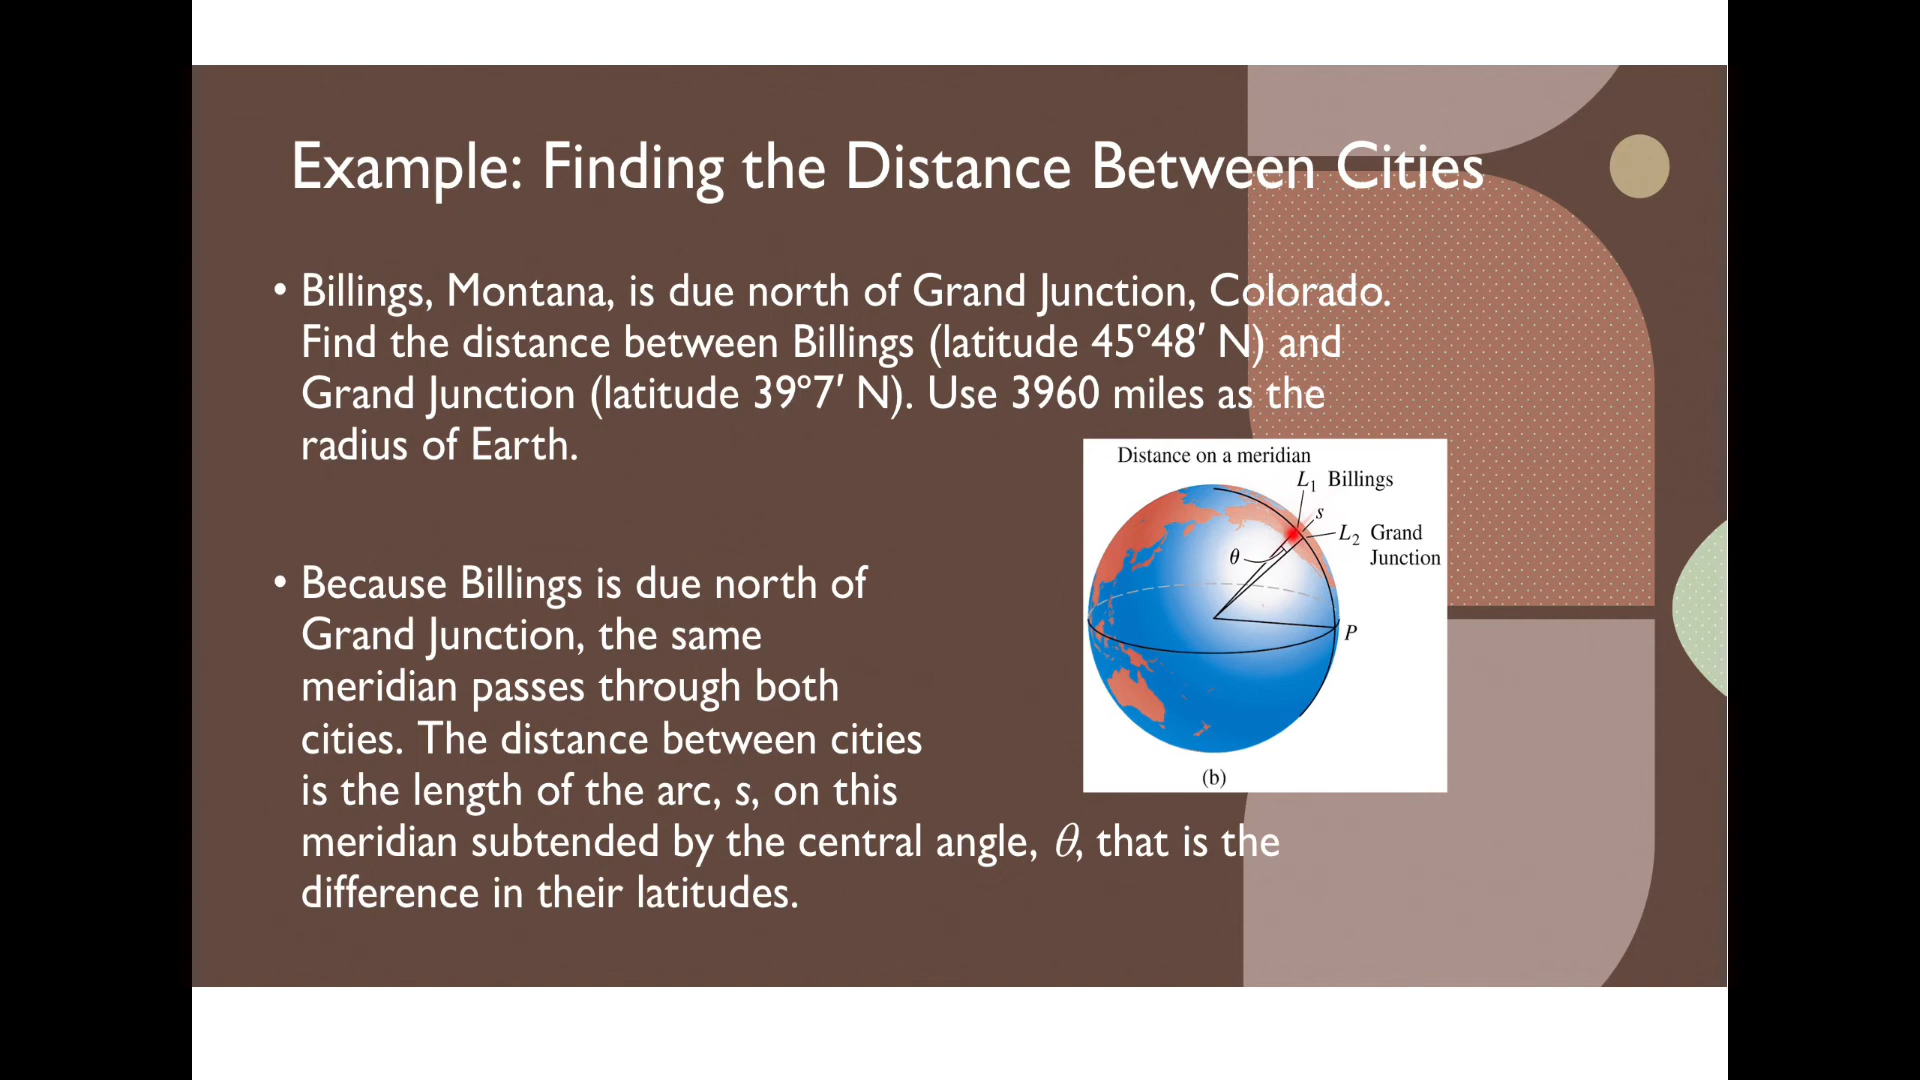 Example: Finding the Distance Between Cities
• Billings, Montana, is due north of Grand Junction, Colorado.
Find the distance between Billings (latitude 45°48′ N) and
Grand Junction (latitude 39°7′ N). Use 3960 miles as the
radius of Earth.
Distance on a meridian
L₁ Billings
s
L₂ Grand
Junction
θ
P
(b)
• Because Billings is due north of
Grand Junction, the same
meridian passes through both
cities. The distance between cities
is the length of the arc, s, on this
meridian subtended by the central angle, θ, that is the
difference in their latitudes.